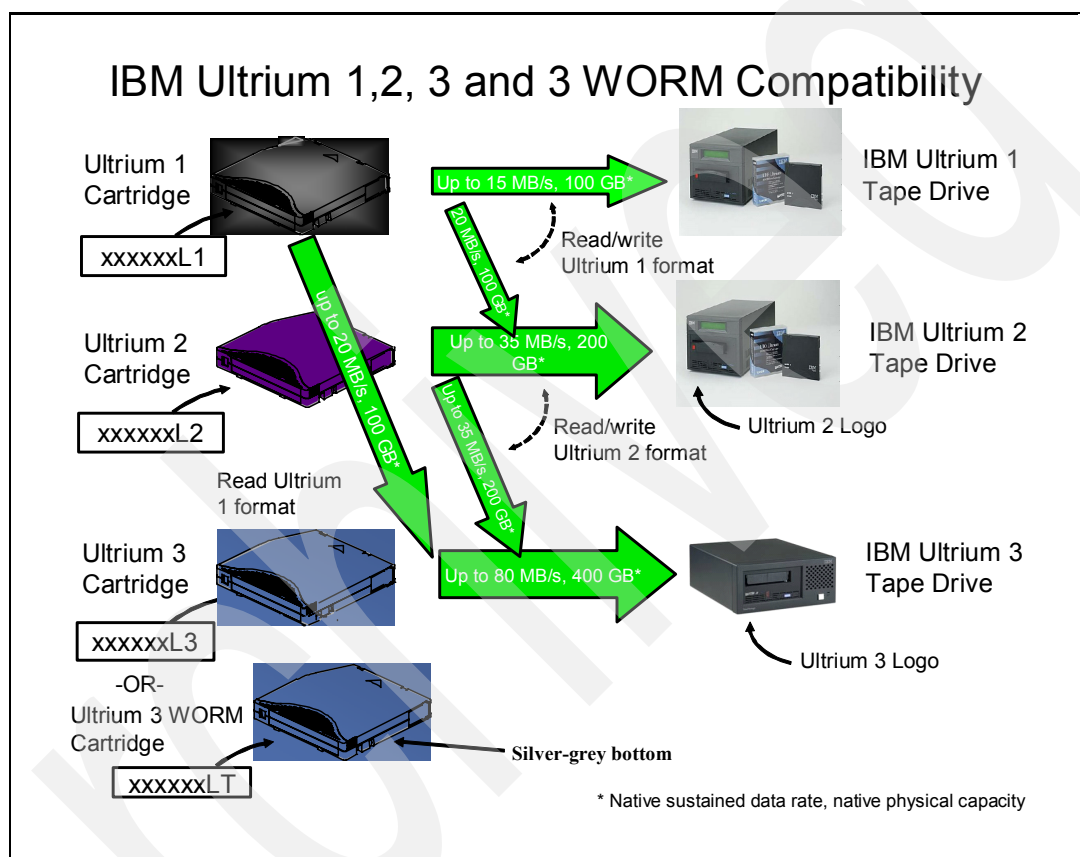 IBM Ultrium 1,2, 3 and 3 WORM Compatibility
Ultrium 1
Cartridge
xxxxxxL1
Up to 15 MB/s, 100 GB*
IBM Ultrium 1
Tape Drive
20 MB/s, 100 GB*
Read/write
Ultrium 1 format
up to 20 MB/s, 100 GB*
Ultrium 2
Cartridge
xxxxxxL2
Up to 35 MB/s, 200
GB*
IBM Ultrium 2
Tape Drive
Ultrium 2 Logo
Up to 35 MB/s, 200 GB*
Read/write
Ultrium 2 format
Read Ultrium
1 format
Ultrium 3
Cartridge
xxxxxxL3
Up to 80 MB/s, 400 GB*
IBM Ultrium 3
Tape Drive
Ultrium 3 Logo
-OR-
Ultrium 3 WORM
Cartridge
xxxxxxLT
Silver-grey bottom
* Native sustained data rate, native physical capacity